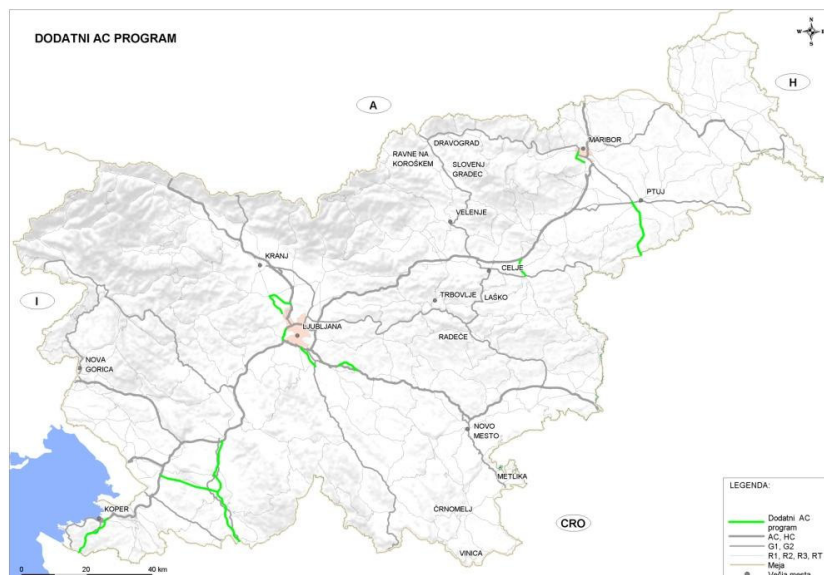 DODATNI AC PROGRAM
N
W
E
S
H
A
MARIBOR
DRAVOGRAD
RAVNE NA
KOROŠKEM
SLOVENJ
GRADEC
PTUJ
VELENJE
KRANJ
CELJE
I
TRBOVLJE
LAŠKO
LJUBLJANA
RADEČE
NOVA
GORICA
NOVO
MESTO
METLIKA
KOPER
ČRNOMELJ
CRO
VINICA
LEGENDA:
Dodatni AC
program
AC, HC
G1, G2
R1, R2, R3, RT
Meja
Večja mesta
0 20 40 km